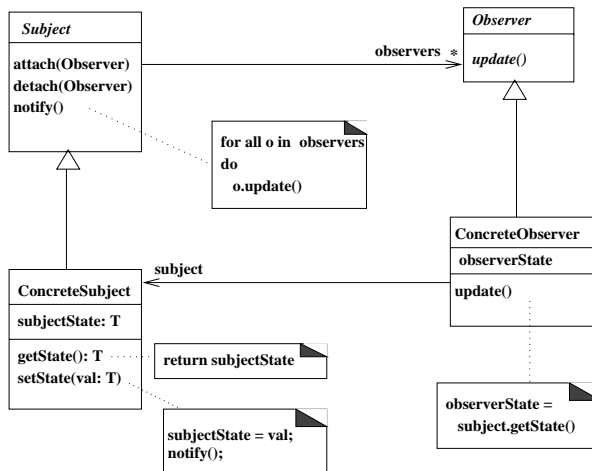 Subject
attach(Observer)
detach(Observer)
notify()
observers *
Observer
update()
for all o in observers
do
o.update()
ConcreteObserver
observerState
update()
subject
ConcreteSubject
subjectState: T
getState(): T
setState(val: T)
return subjectState
subjectState = val;
notify();
observerState =
subject.getState()